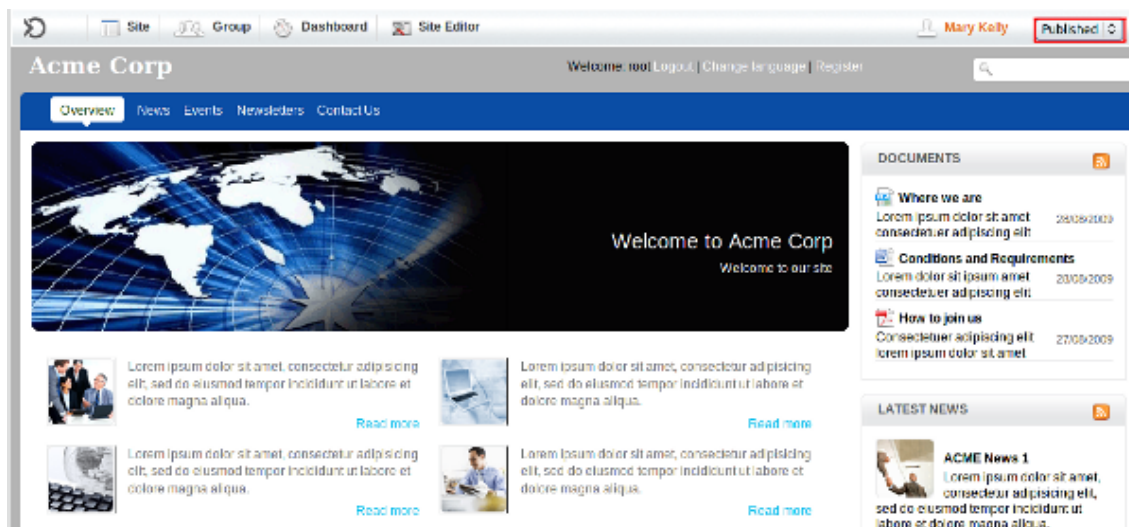 Site Group Dashboard Site Editor Mary Kelly Published
Acme Corp Welcome: root Logout | Change language | Register
Overview News Events Newsletters Contact Us
Welcome to Acme Corp
Welcome to our site
Lorem ipsum dolor sit amet, consectetur adipisicing
elit, sed do eiusmod tempor incididunt ut labore et
dolore magna aliqua.
Read more
Lorem ipsum dolor sit amet, consectetur adipisicing
elit, sed do eiusmod tempor incididunt ut labore et
dolore magna aliqua.
Read more
Lorem ipsum dolor sit amet, consectetur adipisicing
elit, sed do eiusmod tempor incididunt ut labore et
dolore magna aliqua.
Read more
Lorem ipsum dolor sit amet, consectetur adipisicing
elit, sed do eiusmod tempor incididunt ut labore et
dolore magna aliqua.
Read more
DOCUMENTS
Where we are
Lorem ipsum dolor sit amet 28/08/2009
consectetuer adipiscing elit
Conditions and Requirements
Lorem dolor sit ipsum amet 28/08/2009
consectetuer adipiscing elit
How to join us
Consectetuer adipiscing elit 27/08/2009
lorem ipsum dolor sit amet
LATEST NEWS
ACME News 1
Lorem ipsum dolor sit amet,
consectetur adipisicing elit,
sed do eiusmod tempor incididunt ut
labore et dolore magna aliqua.